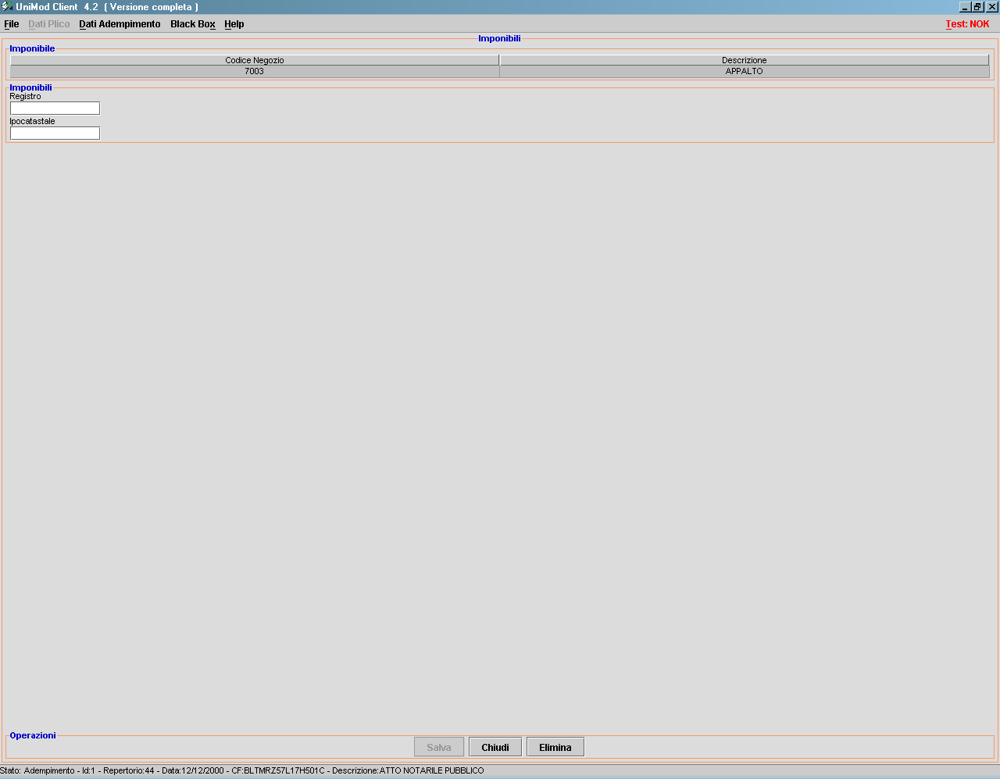 UniMod Client 4.2 ( Versione completa )
File Dati Plico Dati Adempimento Black Box Help Test: NOK
Imponibili
Imponibile
Codice Negozio Descrizione
7003 APPALTO
Imponibili
Registro
Ipocatastale
Operazioni
Salva Chiudi Elimina
Stato: Adempimento - Id:1 - Repertorio:44 - Data:12/12/2000 - CF:BLTMRZ57L17H501C - Descrizione:ATTO NOTARILE PUBBLICO